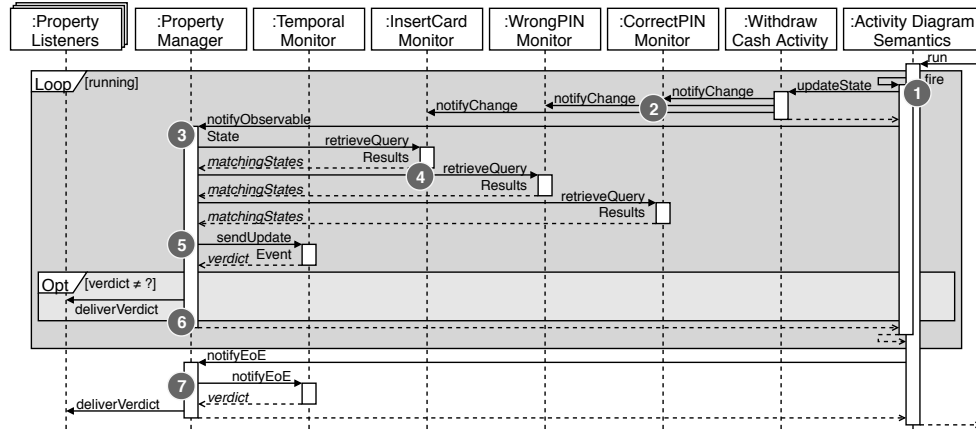 :Property
Listeners
:Property
Manager
:Temporal
Monitor
:InsertCard
Monitor
:WrongPIN
Monitor
:CorrectPIN
Monitor
:Withdraw
Cash Activity
:Activity Diagram
Semantics
run
Loop
[running]
fire
1
updateState
notifyChange
notifyChange
notifyChange
2
notifyObservable
State
3
retrieveQuery
Results
matchingStates
4
retrieveQuery
Results
matchingStates
retrieveQuery
Results
matchingStates
5
sendUpdate
Event
verdict
Opt
[verdict ≠ ?]
deliverVerdict
6
notifyEoE
7
notifyEoE
verdict
deliverVerdict